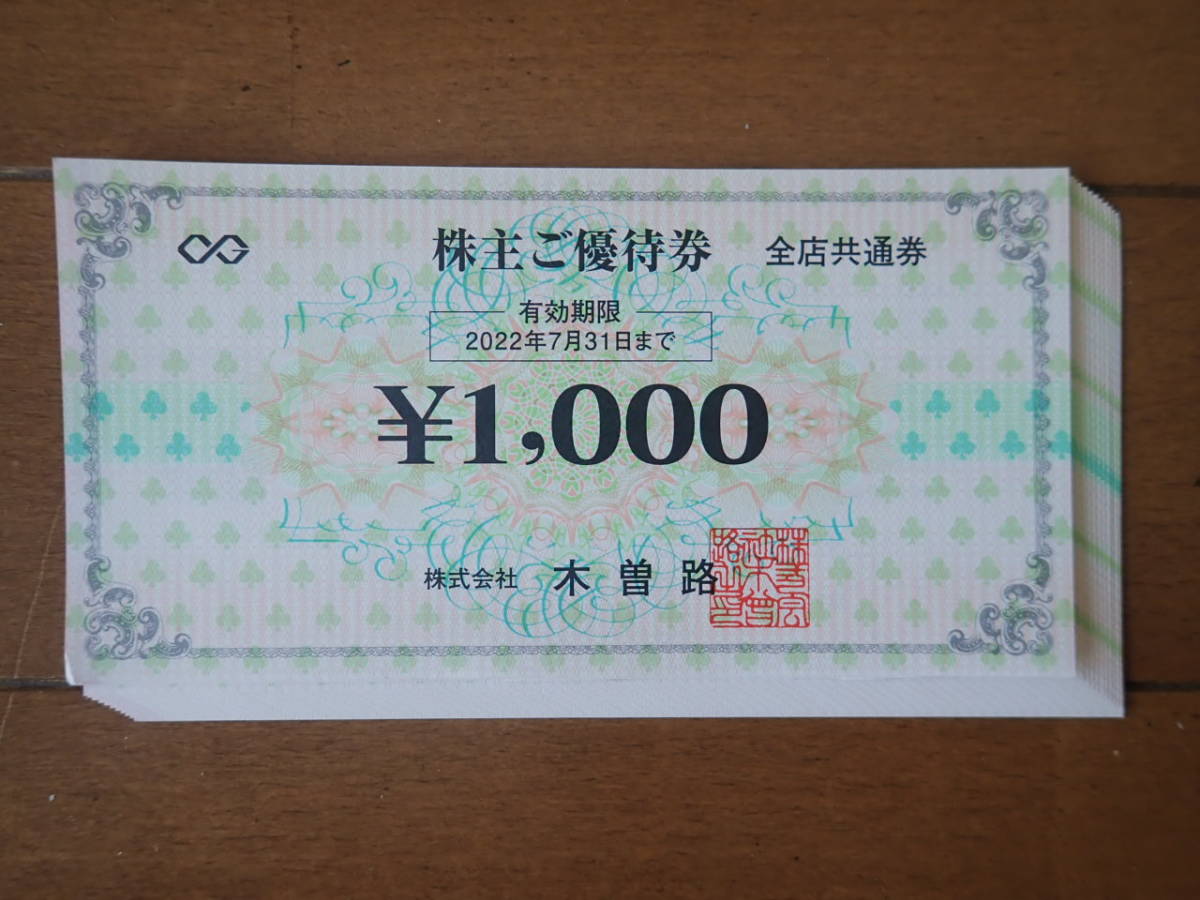 株主ご優待券 全店共通券
有効期限
2022年7月31日まで
¥1,000
株式会社 木曽路